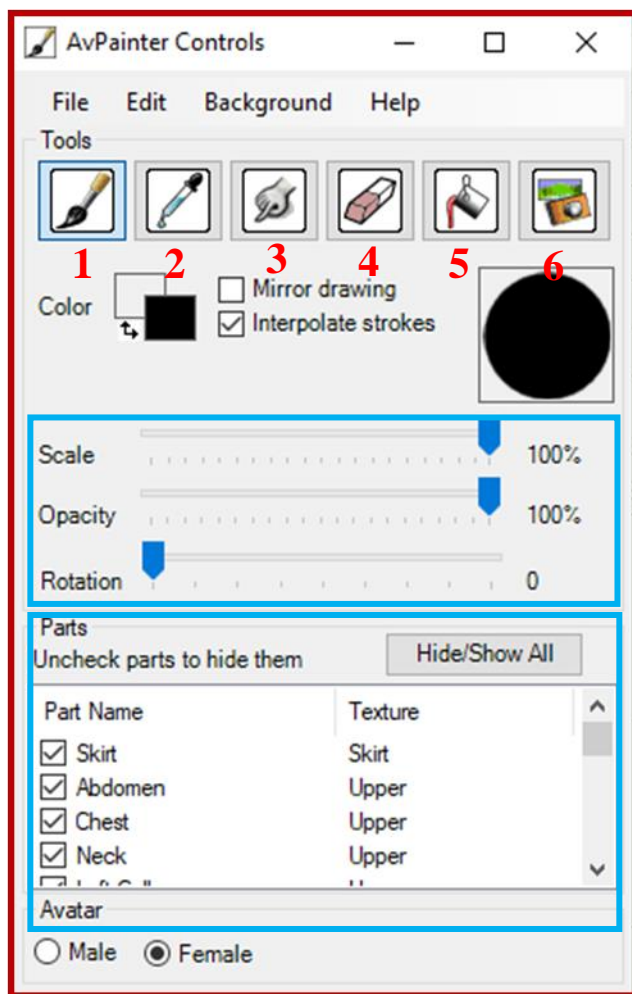 AvPainter Controls
File Edit Background Help
Tools
1 2 3 4 5 6
Color
Mirror drawing
Interpolate strokes
Scale 100%
Opacity 100%
Rotation 0
Parts
Uncheck parts to hide them
Hide/Show All
Part Name Texture
Skirt Skirt
Abdomen Upper
Chest Upper
Neck Upper
Avatar
Male Female